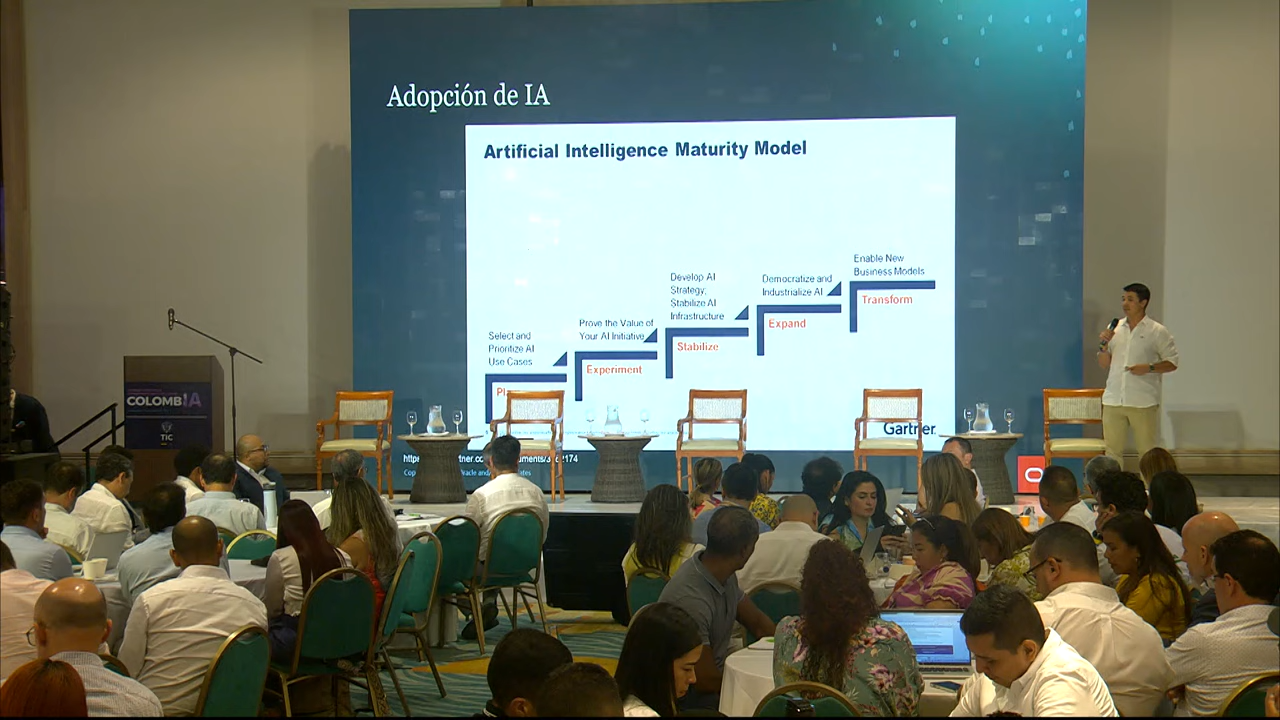 Adopción de IA
Artificial Intelligence Maturity Model
Select and
Prioritize AI
Use Cases
Prove the Value of
Your AI Initiative
Experiment
Develop AI
Strategy;
Stabilize AI
Infrastructure
Stabilize
Democratize and
Industrialize AI
Expand
Enable New
Business Models
Transform
Gartner
COLOMBIA
TIC